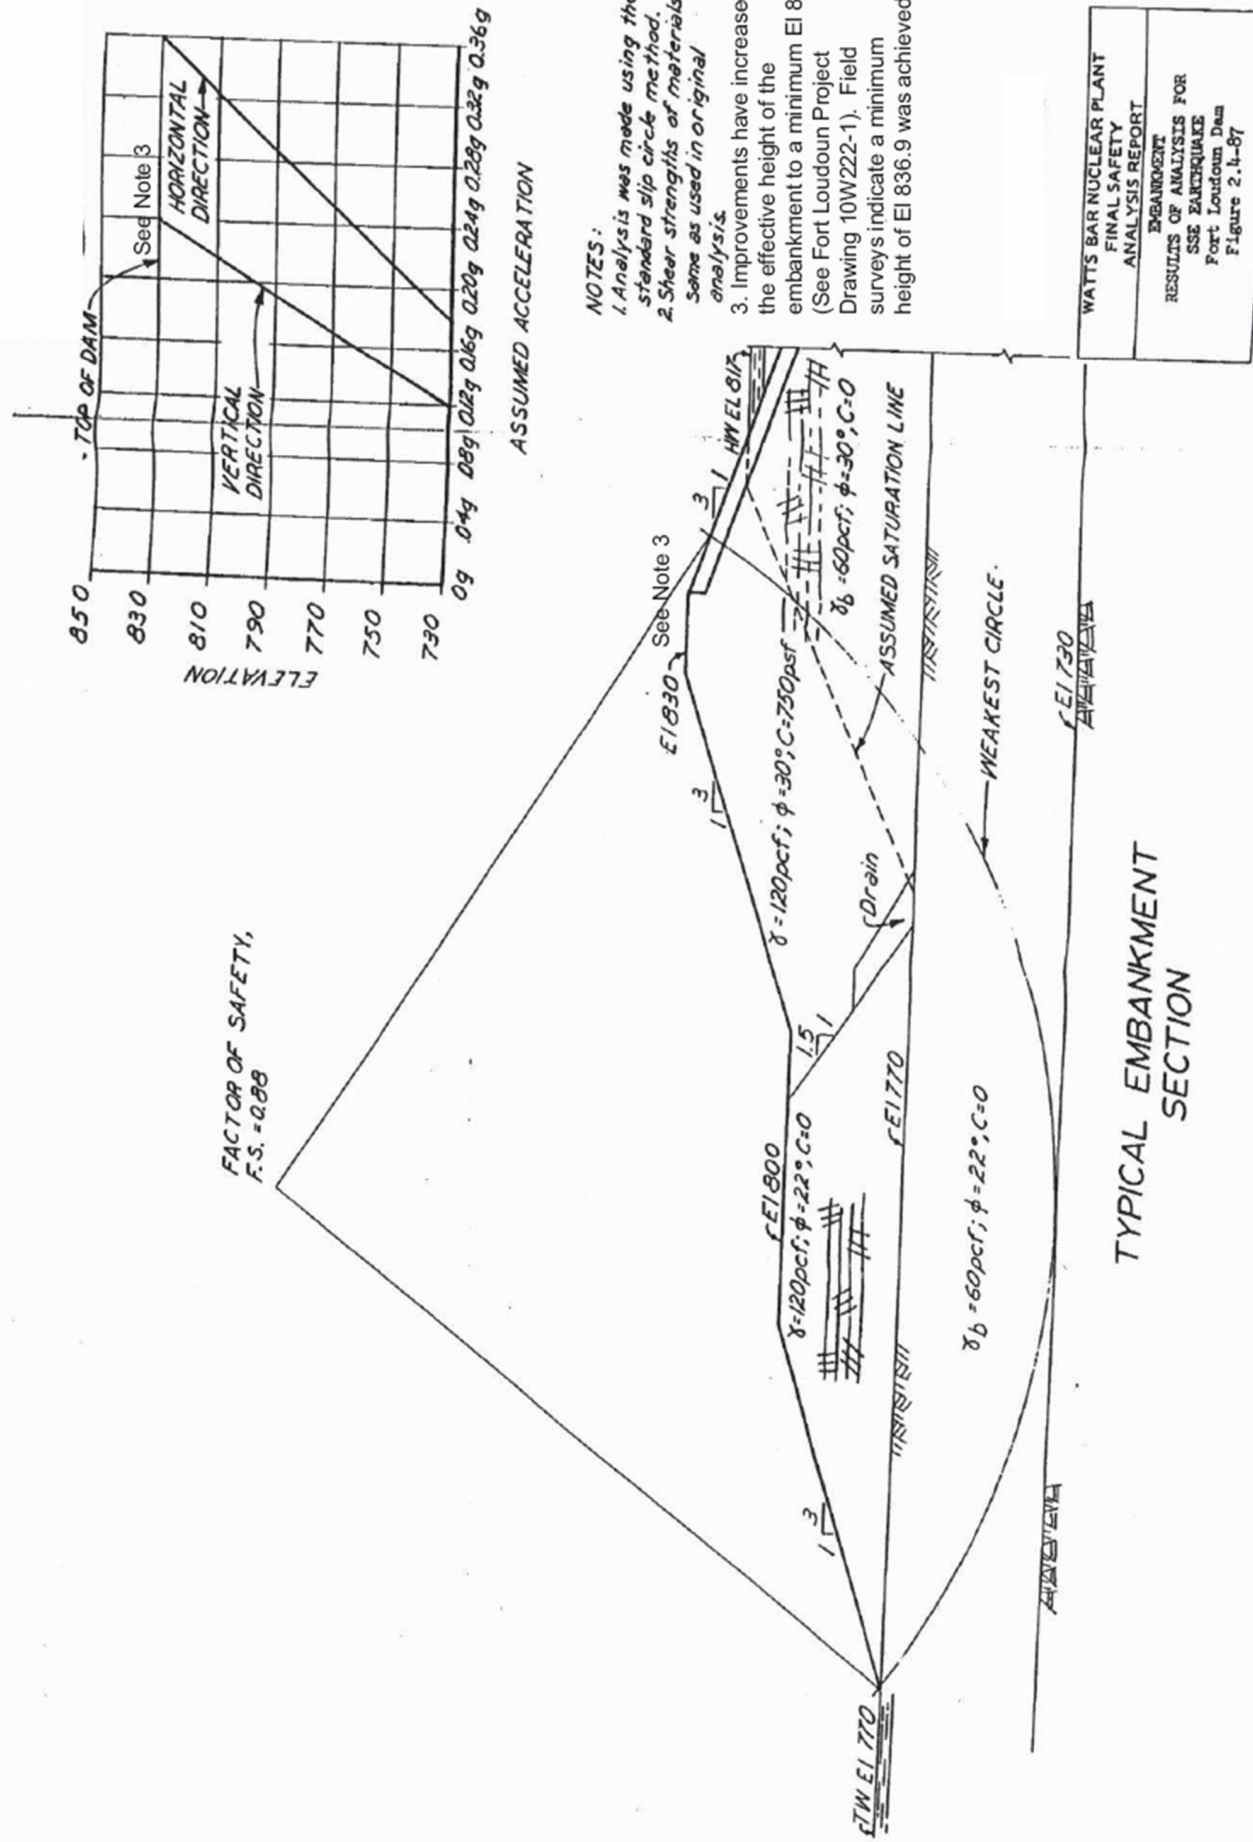 850
830
810
790
770
750
730
ELEVATION
TOP OF DAM
See Note 3
HORIZONTAL
DIRECTION
VERTICAL
DIRECTION
0g .04g .08g 0.12g 0.16g 0.20g 0.24g 0.28g 0.32g 0.36g
ASSUMED ACCELERATION
NOTES:
1. Analysis was made using the
standard slip circle method.
2. Shear strengths of materials
same as used in original
analysis.
3. Improvements have increase
the effective height of the
embankment to a minimum El 8
(See Fort Loudoun Project
Drawing 10W222-1). Field
surveys indicate a minimum
height of El 836.9 was achieved
FACTOR OF SAFETY,
F.S. = 0.88
El 830
See Note 3
3
1
HW EL 817
1
3
γ = 120pcf; φ = 30°, C = 750psf
γb = 60pcf; φ = 30°, C=0
ASSUMED SATURATION LINE
Drain
1.5
1
El 800
γ=120pcf; φ = 22°, C=0
El 770
1
3
TW El 770
γb = 60pcf; φ = 22°, C=0
WEAKEST CIRCLE.
El 730
TYPICAL EMBANKMENT
SECTION
WATTS BAR NUCLEAR PLANT
FINAL SAFETY
ANALYSIS REPORT
EMBANKMENT
RESULTS OF ANALYSIS FOR
SSE EARTHQUAKE
Fort Loudoun Dam
Figure 2.4-87